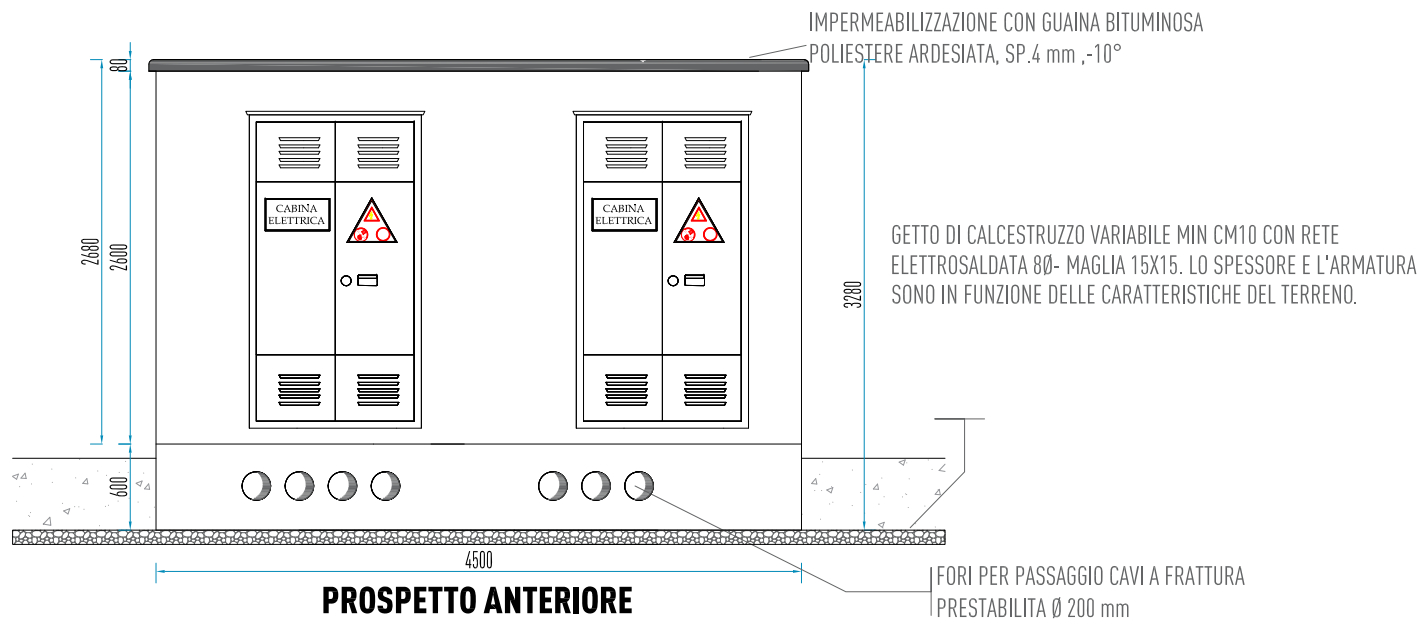 IMPERMEABILIZZAZIONE CON GUAINA BITUMINOSA
POLIESTERE ARDESIATA, SP.4 mm ,-10°
80
2680
2600
600
3280
CABINA
ELETTRICA
CABINA
ELETTRICA
GETTO DI CALCESTRUZZO VARIABILE MIN CM10 CON RETE
ELETTROSALDATA 8Ø- MAGLIA 15X15. LO SPESSORE E L'ARMATURA
SONO IN FUNZIONE DELLE CARATTERISTICHE DEL TERRENO.
4500
PROSPETTO ANTERIORE
FORI PER PASSAGGIO CAVI A FRATTURA
PRESTABILITA Ø 200 mm